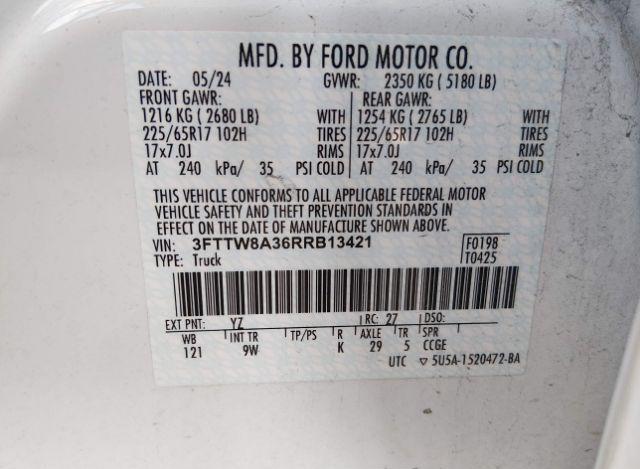 MFD. BY FORD MOTOR CO.
DATE: 05/24 GVWR: 2350 KG ( 5180 LB)
FRONT GAWR: REAR GAWR:
1216 KG ( 2680 LB) WITH 1254 KG ( 2765 LB) WITH
225/65R17 102H TIRES 225/65R17 102H TIRES
17x7.0J RIMS 17x7.0J RIMS
AT 240 kPa/ 35 PSI COLD AT 240 kPa/ 35 PSI COLD
THIS VEHICLE CONFORMS TO ALL APPLICABLE FEDERAL MOTOR
VEHICLE SAFETY AND THEFT PREVENTION STANDARDS IN
EFFECT ON THE DATE OF MANUFACTURE SHOWN ABOVE.
VIN: 3FTTW8A36RRB13421 F0198
TYPE: Truck T0425
EXT PNT: YZ RC: 27 DSO:
WB INT TR TP/PS R AXLE TR SPR
121 9W K 29 5 CCGE
UTC ▽ 5U5A-1520472-BA